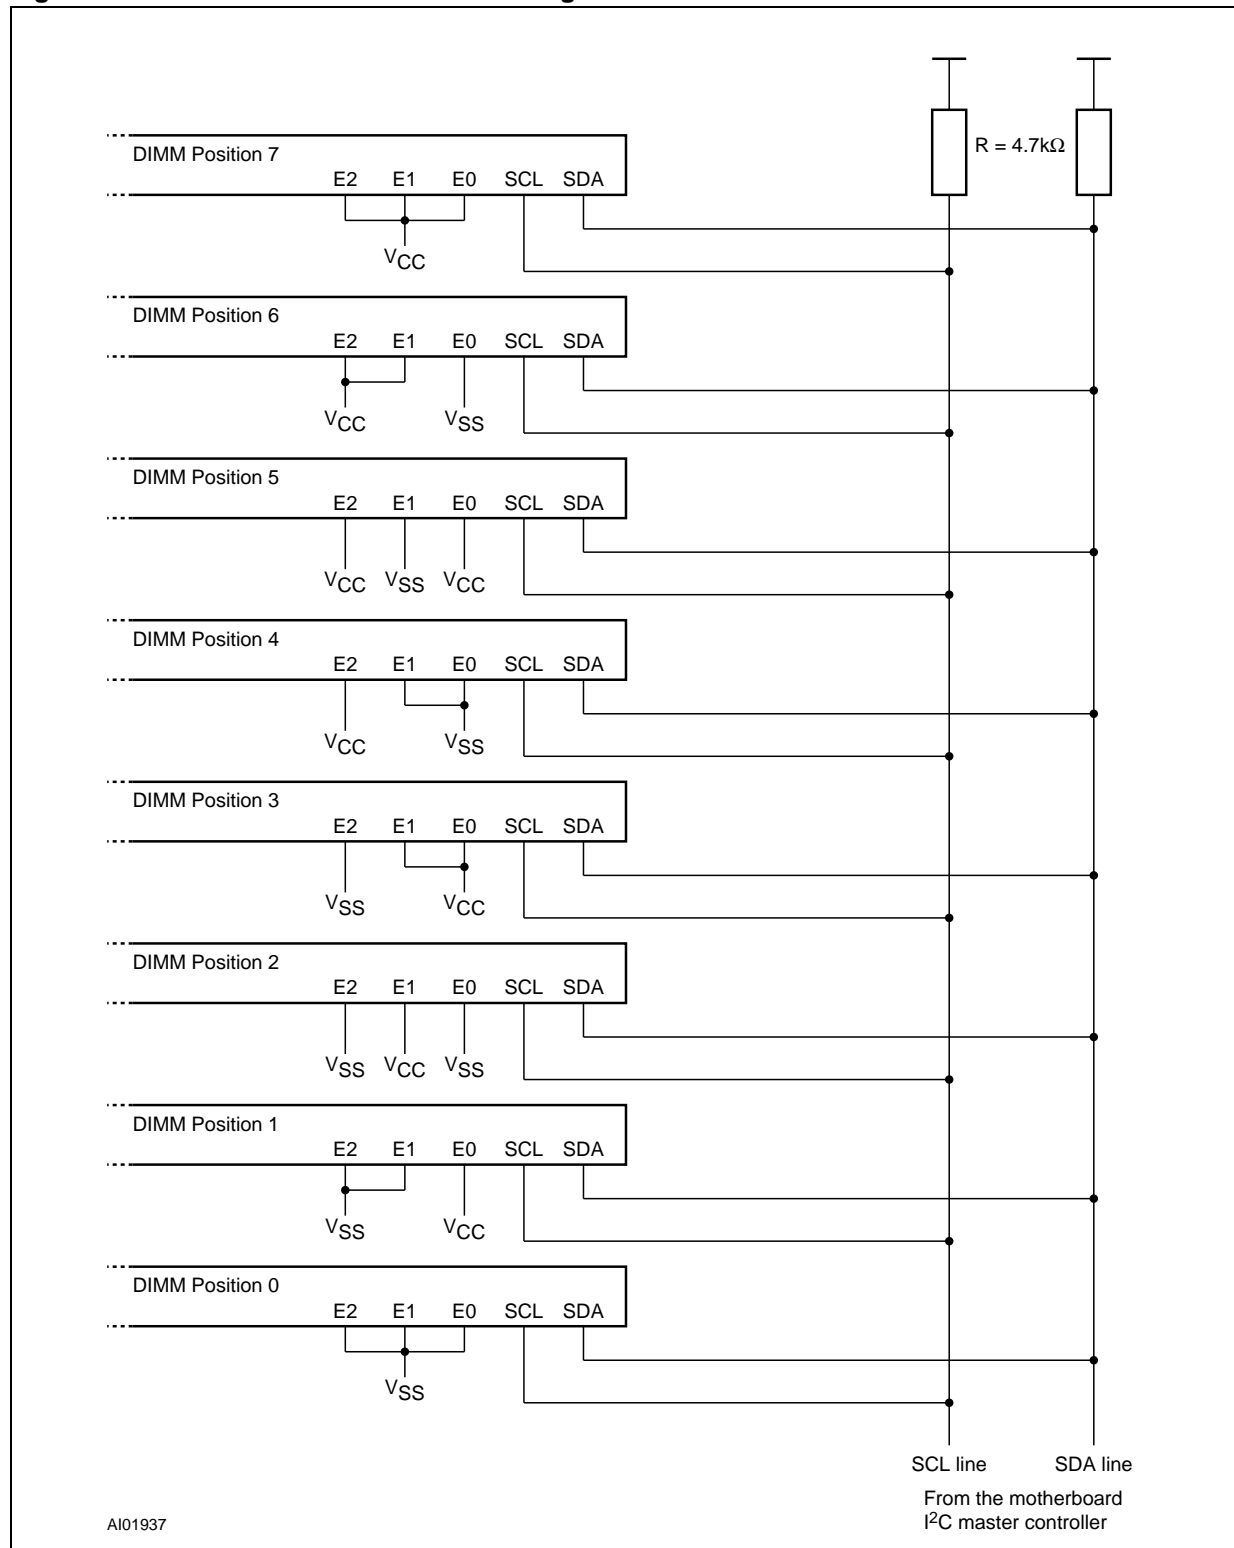 R = 4.7kΩ
DIMM Position 7
E2 E1 E0 SCL SDA
VCC
DIMM Position 6
E2 E1 E0 SCL SDA
VCC VSS
DIMM Position 5
E2 E1 E0 SCL SDA
VCC VSS VCC
DIMM Position 4
E2 E1 E0 SCL SDA
VCC VSS
DIMM Position 3
E2 E1 E0 SCL SDA
VSS VCC
DIMM Position 2
E2 E1 E0 SCL SDA
VSS VCC VSS
DIMM Position 1
E2 E1 E0 SCL SDA
VSS VCC
DIMM Position 0
E2 E1 E0 SCL SDA
VSS
SCL line SDA line
From the motherboard
I2C master controller
AI01937